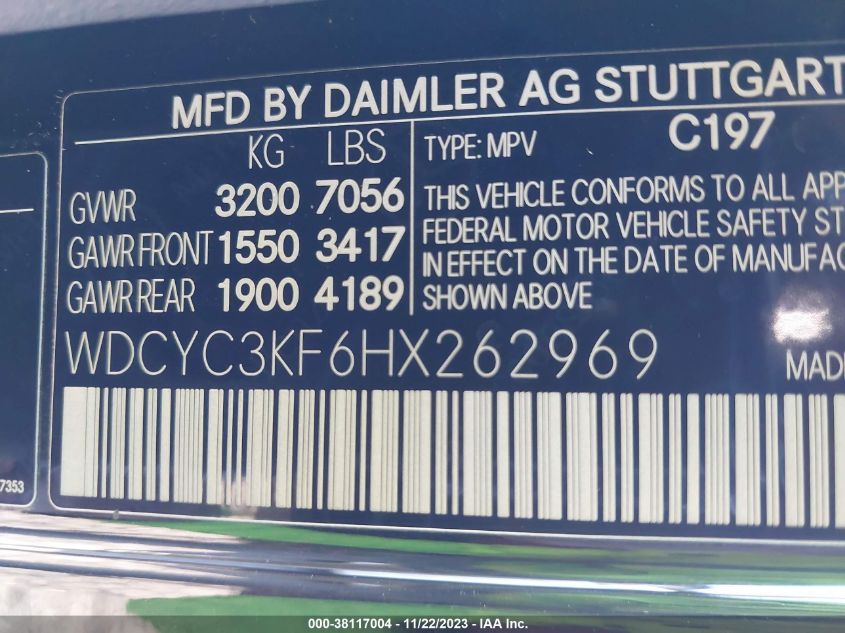 MFD BY DAIMLER AG STUTTGART
KG LBS
GVWR 3200 7056
GAWR FRONT 1550 3417
GAWR REAR 1900 4189
TYPE: MPV C197
THIS VEHICLE CONFORMS TO ALL APP
FEDERAL MOTOR VEHICLE SAFETY ST
IN EFFECT ON THE DATE OF MANUFAC
SHOWN ABOVE
WDCYC3KF6HX262969
MADE
7353
000-38117004 - 11/22/2023 - IAA Inc.